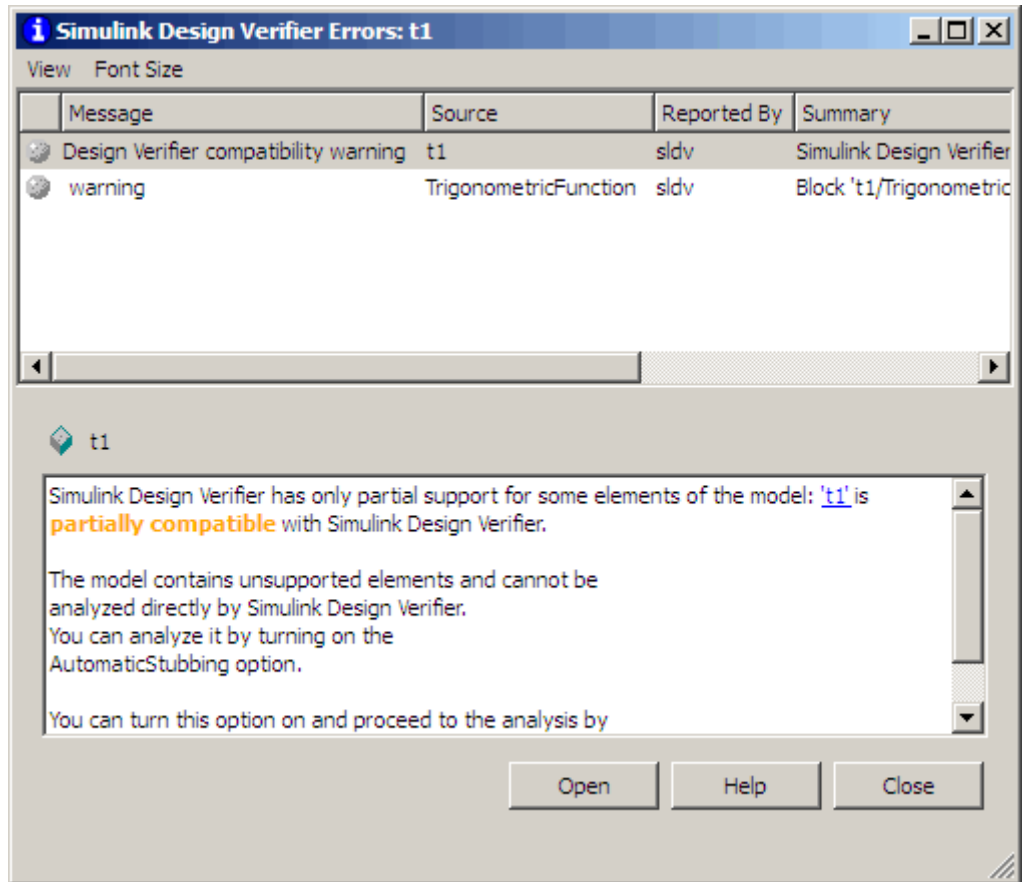 Simulink Design Verifier Errors: t1
View Font Size
Message Source Reported By Summary
Design Verifier compatibility warning t1 sldv Simulink Design Verifier
warning TrigonometricFunction sldv Block 't1/Trigonometric
t1
Simulink Design Verifier has only partial support for some elements of the model: 't1' is
partially compatible with Simulink Design Verifier.
The model contains unsupported elements and cannot be
analyzed directly by Simulink Design Verifier.
You can analyze it by turning on the
AutomaticStubbing option.
You can turn this option on and proceed to the analysis by
Open Help Close